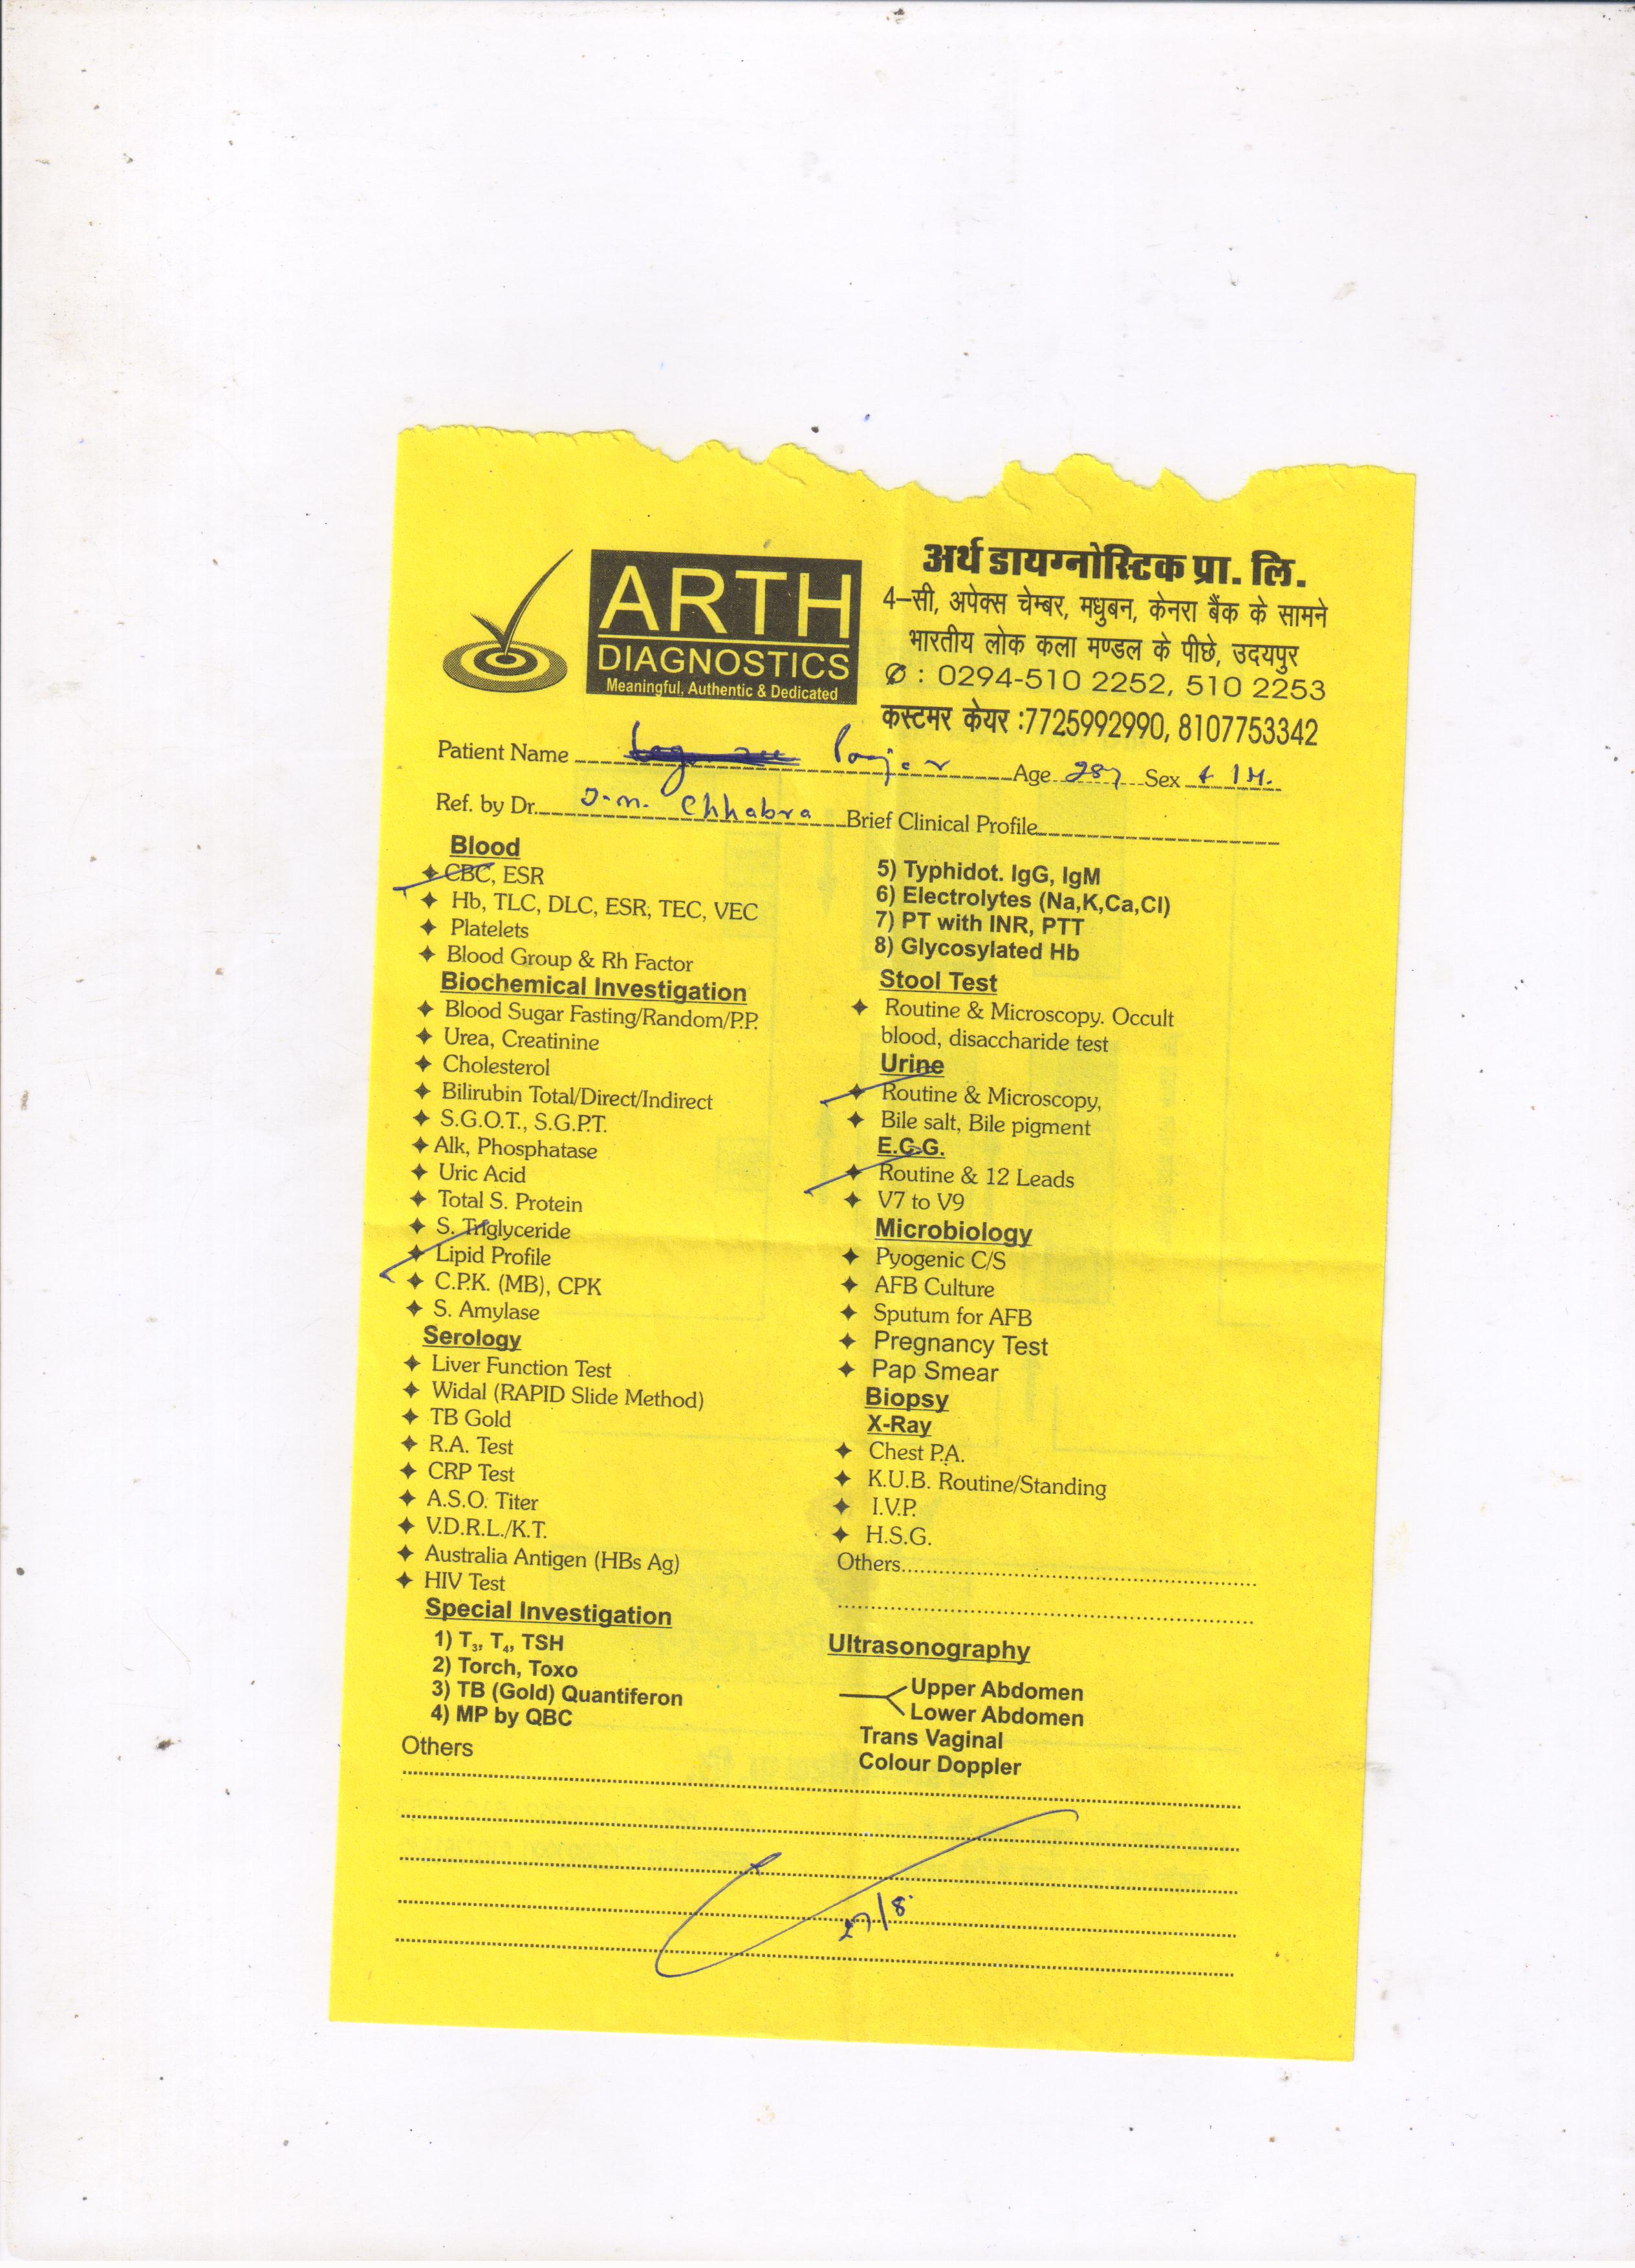 ARTH
DIAGNOSTICS
Meaningful, Authentic & Dedicated
अर्थ डायग्नोस्टिक प्रा. लि.
4–सी, अपेक्स चेम्बर, मधुबन, केनरा बैंक के सामने
भारतीय लोक कला मण्डल के पीछे, उदयपुर
✆ : 0294-510 2252, 510 2253
कस्टमर केयर :7725992990, 8107753342
Patient Name Age 28y Sex
Ref. by Dr. J.M. Chhabra Brief Clinical Profile
Blood
CBC, ESR
Hb, TLC, DLC, ESR, TEC, VEC
Platelets
Blood Group & Rh Factor
Biochemical Investigation
Blood Sugar Fasting/Random/P.P.
Urea, Creatinine
Cholesterol
Bilirubin Total/Direct/Indirect
S.G.O.T., S.G.P.T.
Alk, Phosphatase
Uric Acid
Total S. Protein
S. Triglyceride
Lipid Profile
C.P.K. (MB), CPK
S. Amylase
Serology
Liver Function Test
Widal (RAPID Slide Method)
TB Gold
R.A. Test
CRP Test
A.S.O. Titer
V.D.R.L./K.T.
Australia Antigen (HBs Ag)
HIV Test
Special Investigation
1) T3, T4, TSH
2) Torch, Toxo
3) TB (Gold) Quantiferon
4) MP by QBC
Others
5) Typhidot. IgG, IgM
6) Electrolytes (Na,K,Ca,Cl)
7) PT with INR, PTT
8) Glycosylated Hb
Stool Test
Routine & Microscopy. Occult
blood, disaccharide test
Urine
Routine & Microscopy,
Bile salt, Bile pigment
E.C.G.
Routine & 12 Leads
V7 to V9
Microbiology
Pyogenic C/S
AFB Culture
Sputum for AFB
Pregnancy Test
Pap Smear
Biopsy
X-Ray
Chest P.A.
K.U.B. Routine/Standing
I.V.P.
H.S.G.
Others
Ultrasonography
Upper Abdomen
Lower Abdomen
Trans Vaginal
Colour Doppler
27/8